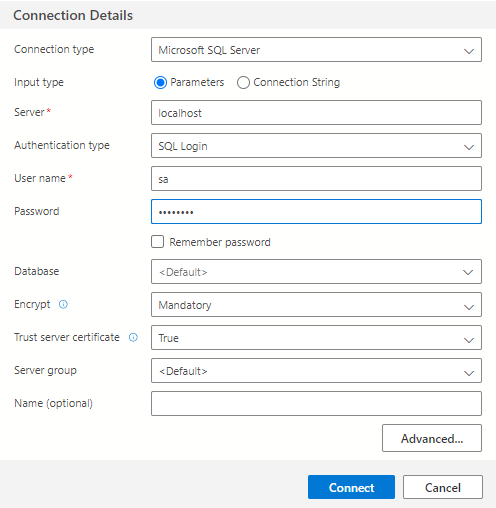 Connection Details
Connection type Microsoft SQL Server
Input type Parameters Connection String
Server* localhost
Authentication type SQL Login
User name* sa
Password ••••••••
Remember password
Database <Default>
Encrypt Mandatory
Trust server certificate True
Server group <Default>
Name (optional)
Advanced...
Connect Cancel